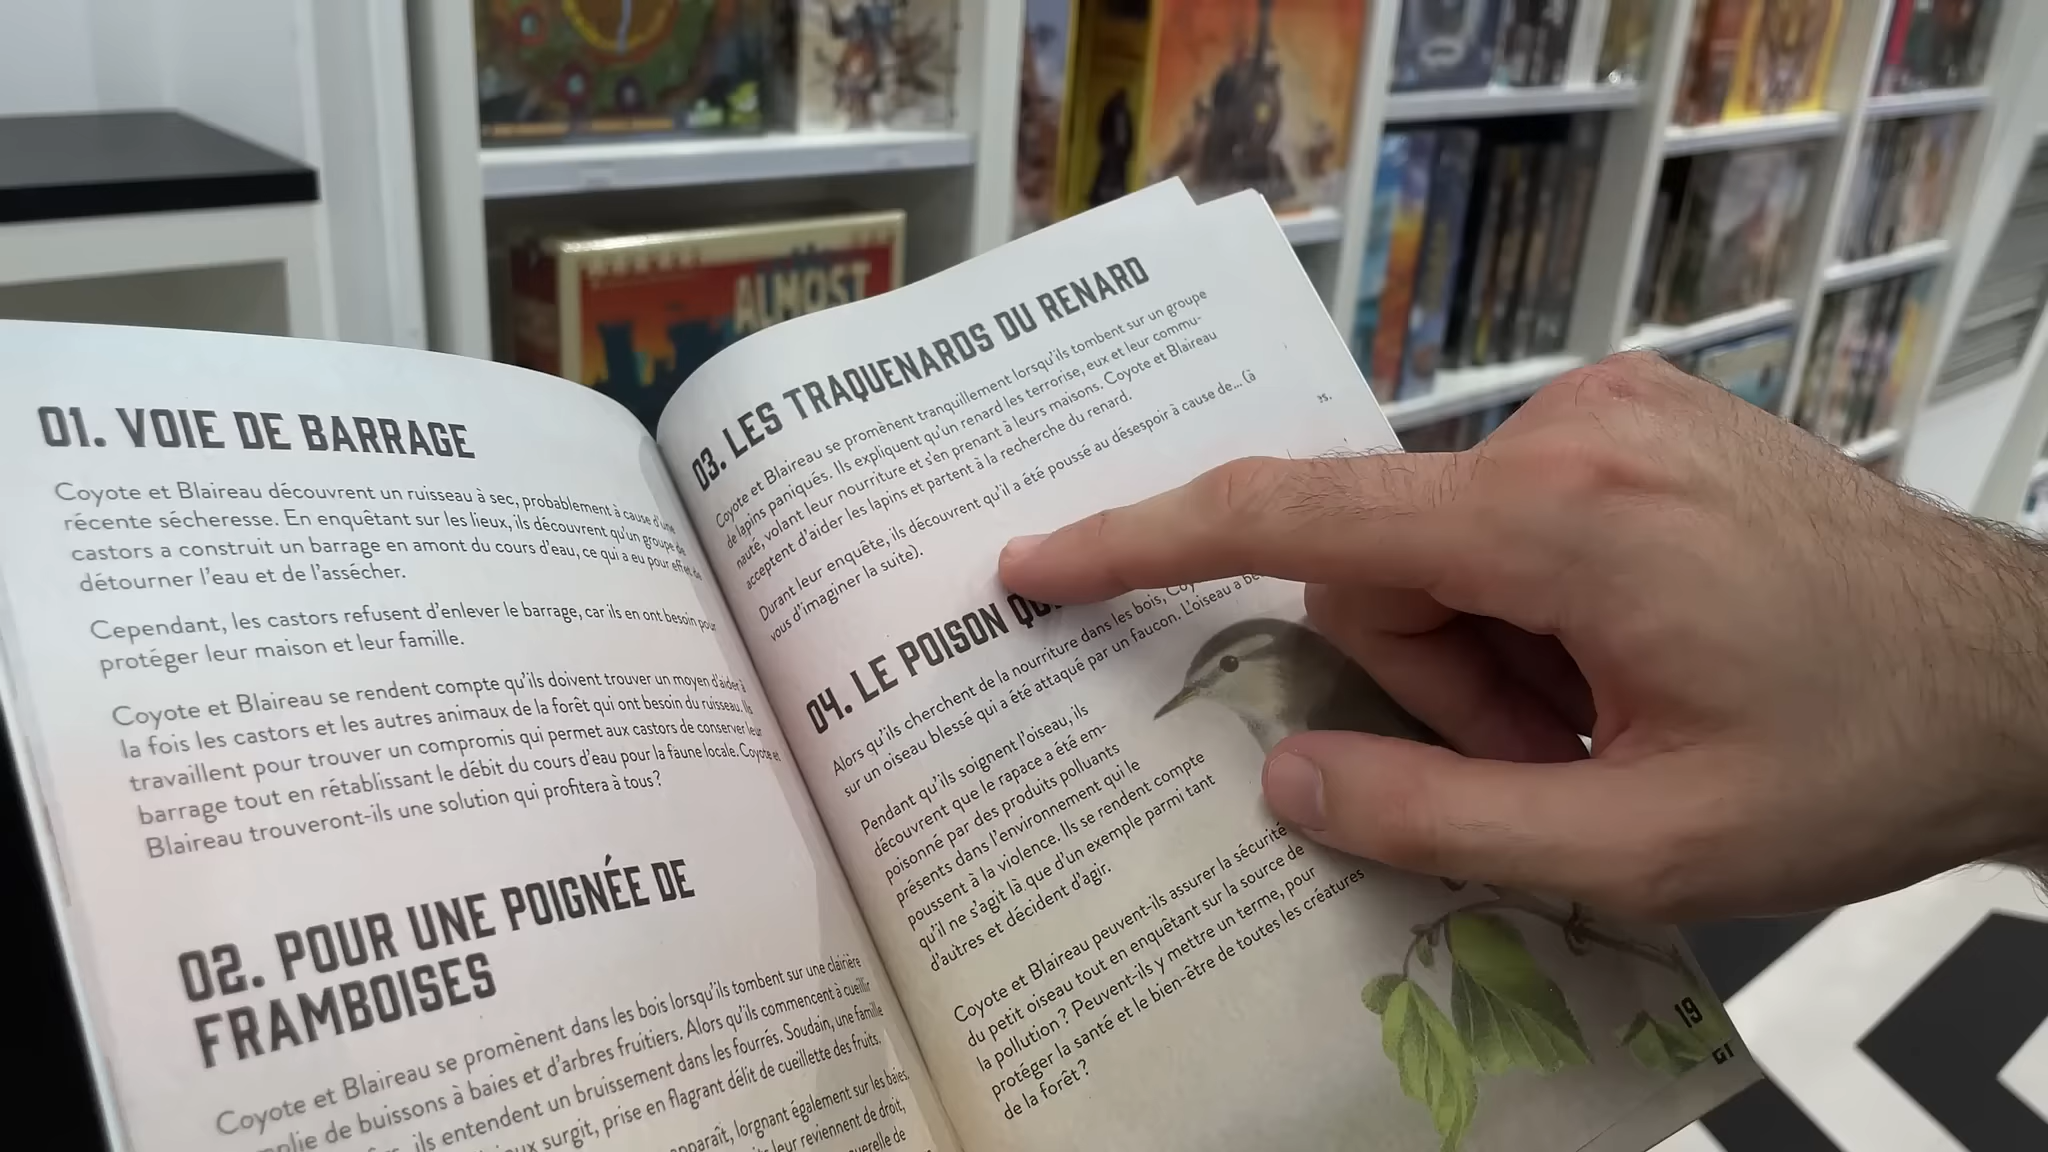 ALMOST
01. VOIE DE BARRAGE
Coyote et Blaireau découvrent un ruisseau à sec, probablement à cause d'une
récente sécheresse. En enquêtant sur les lieux, ils découvrent qu'un groupe de
castors a construit un barrage en amont du cours d'eau, ce qui a eu pour effet de
détourner l'eau et de l'assécher.
Cependant, les castors refusent d'enlever le barrage, car ils en ont besoin pour
protéger leur maison et leur famille.
Coyote et Blaireau se rendent compte qu'ils doivent trouver un moyen d'aider à
la fois les castors et les autres animaux de la forêt qui ont besoin du ruisseau. Ils
travaillent pour trouver un compromis qui permet aux castors de conserver leur
barrage tout en rétablissant le débit du cours d'eau pour la faune locale. Coyote et
Blaireau trouveront-ils une solution qui profitera à tous ?
02. POUR UNE POIGNÉE DE
FRAMBOISES
Coyote et Blaireau se promènent dans les bois lorsqu'ils tombent sur une clairière
de buissons à baies et d'arbres fruitiers. Alors qu'ils commencent à cueillir
ils entendent un bruissement dans les fourrés. Soudain, une famille
surgit, prise en flagrant délit de cueillette des fruits.
apparaît, lorgnant également sur les baies,
leur reviennent de droit,
de
03. LES TRAQUENARDS DU RENARD
Coyote et Blaireau se promènent tranquillement lorsqu'ils tombent sur un groupe
de lapins paniqués. Ils expliquent qu'un renard les terrorise, eux et leur commu-
nauté, volant leur nourriture et s'en prenant à leurs maisons. Coyote et Blaireau
acceptent d'aider les lapins et partent à la recherche du renard.
Durant leur enquête, ils découvrent qu'il a été poussé au désespoir à cause de... (à
vous d'imaginer la suite).
04. LE POISON
Alors qu'ils cherchent de la nourriture dans les bois,
sur un oiseau blessé qui a été attaqué par un faucon. L'oiseau a
Pendant qu'ils soignent l'oiseau, ils
découvrent que le rapace a été em-
poisonné par des produits polluants
présents dans l'environnement qui le
poussent à la violence. Ils se rendent compte
qu'il ne s'agit là que d'un exemple parmi tant
d'autres et décident d'agir.
Coyote et Blaireau peuvent-ils assurer la sécurité
du petit oiseau tout en enquêtant sur la source de
la pollution ? Peuvent-ils y mettre un terme, pour
protéger la santé et le bien-être de toutes les créatures
de la forêt ?
19